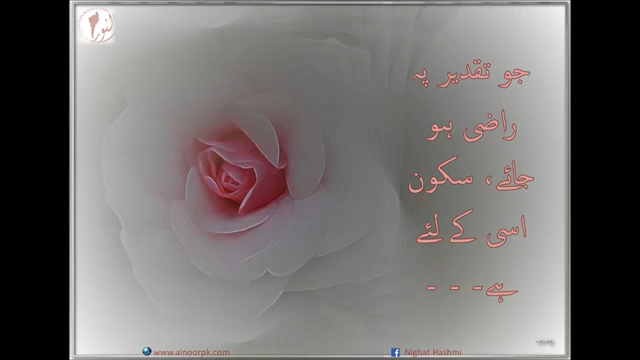 جو تقدیر پہ
راضی ہو
جائے، سکون
اسی کے لئے
ہے- - -
www.alnoorpk.com
Nighat Hashmi